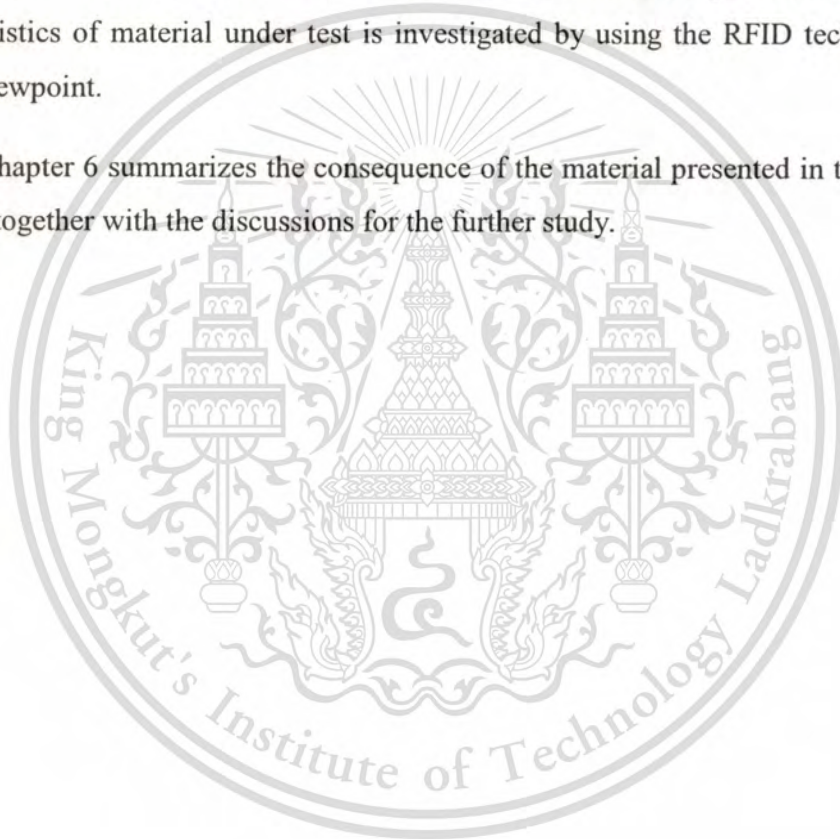 istics of material under test is investigated by using the RFID tec
ewpoint.
hapter 6 summarizes the consequence of the material presented in t
together with the discussions for the further study.
King Mongkut's Institute of Technology Ladkrabang